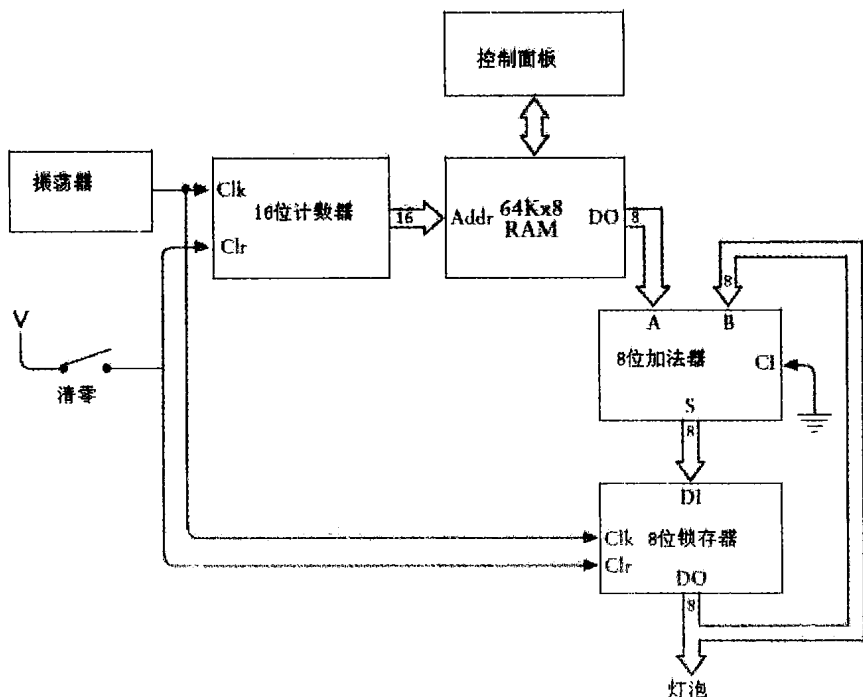 控制面板
振荡器
Clk
16位计数器
Clr
16
Addr
64Kx8
RAM
DO
8
8
V
清零
A
B
8位加法器
CI
S
8
DI
Clk
8位锁存器
Clr
DO
8
灯泡